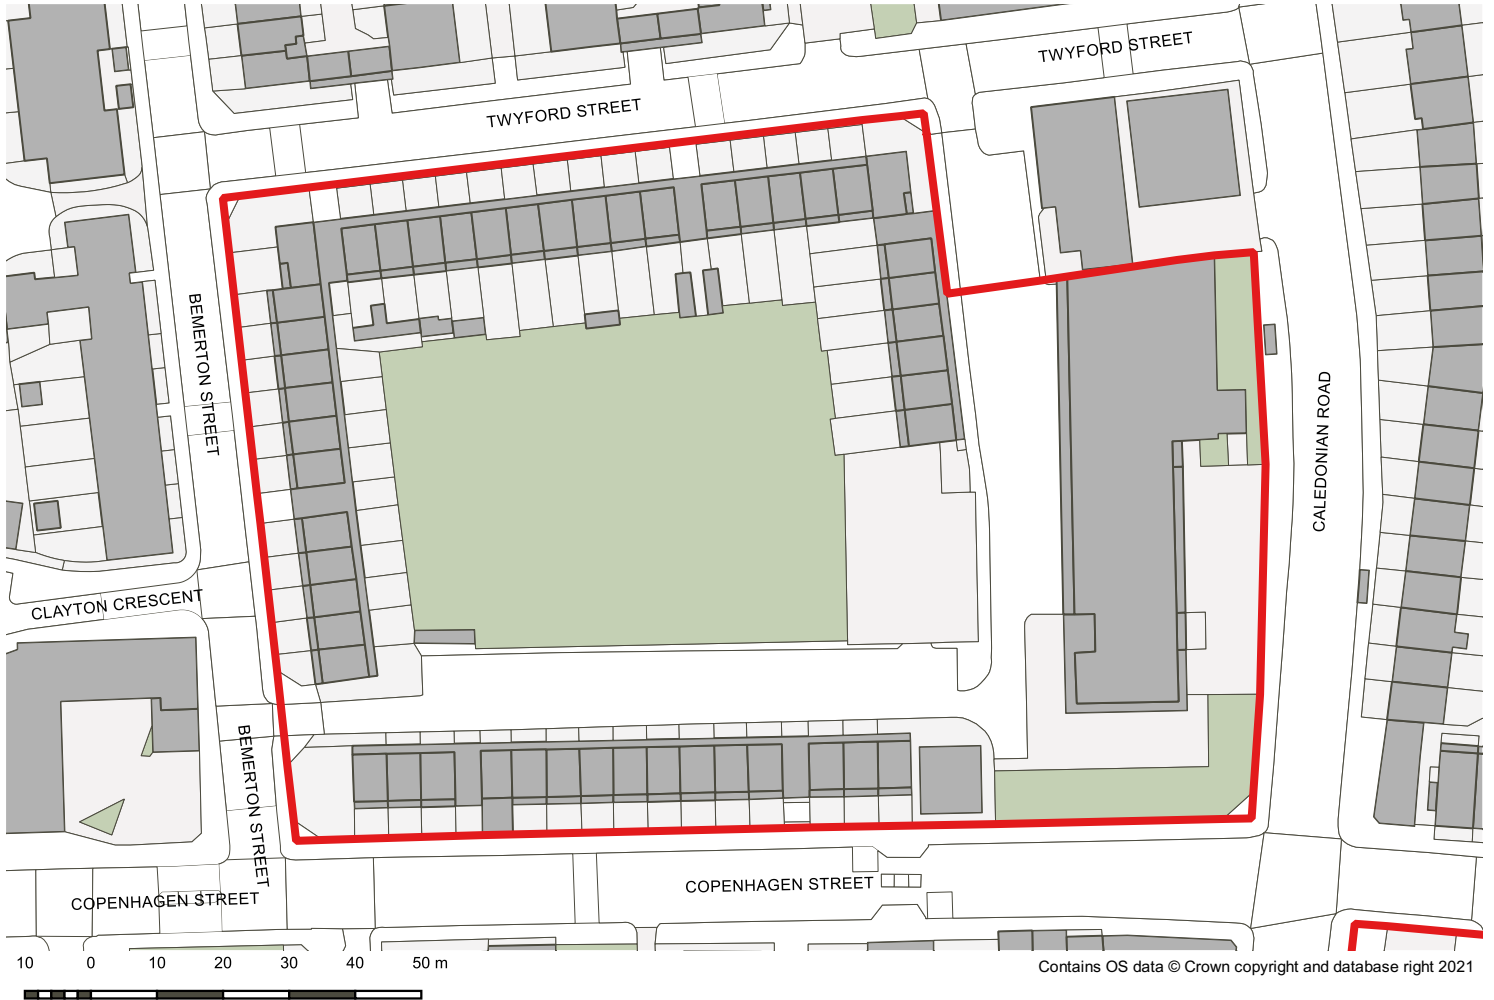 TWYFORD STREET
TWYFORD STREET
BEMERTON STREET
CALEDONIAN ROAD
CLAYTON CRESCENT
BEMERTON STREET
COPENHAGEN STREET
COPENHAGEN STREET
10 0 10 20 30 40 50 m
Contains OS data © Crown copyright and database right 2021